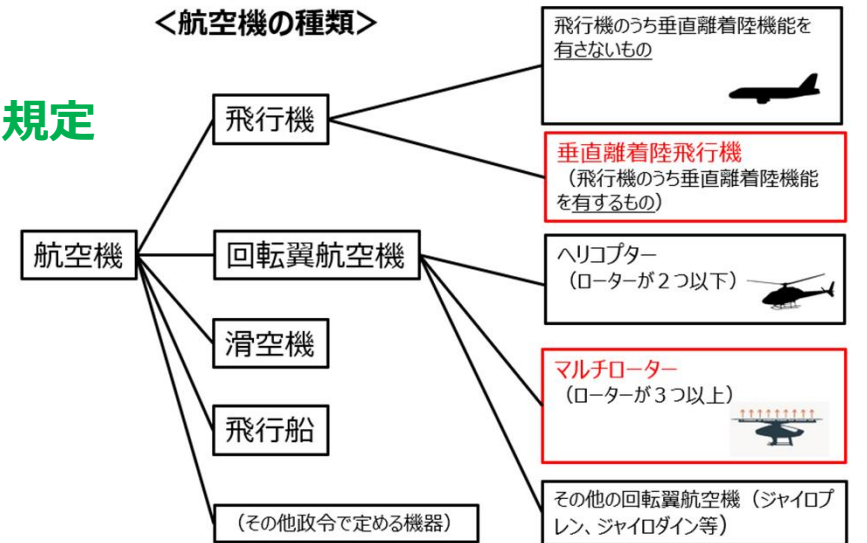 <航空機の種類>
規定
航空機
飛行機
飛行機のうち垂直離着陸機能を
有さないもの
垂直離着陸飛行機
（飛行機のうち垂直離着陸機能
を有するもの）
回転翼航空機
ヘリコプター
（ローターが２つ以下）
マルチローター
（ローターが３つ以上）
その他の回転翼航空機（ジャイロプ
レン、ジャイロダイン等）
滑空機
飛行船
（その他政令で定める機器）